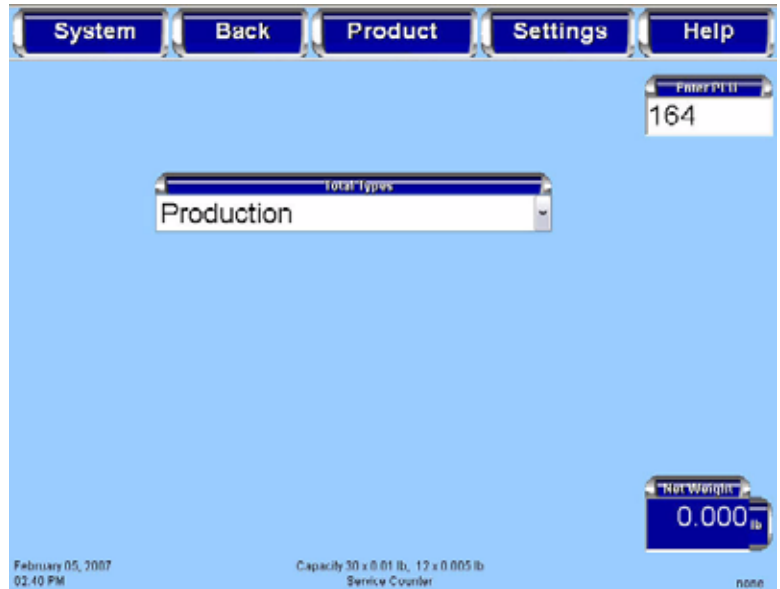 System Back Product Settings Help
Enter PLU
164
Total Types
Production
Net Weight
0.000 lb
February 05, 2007
02:40 PM
Capacity 30 x 0.01 lb, 12 x 0.005 lb
Service Counter
none